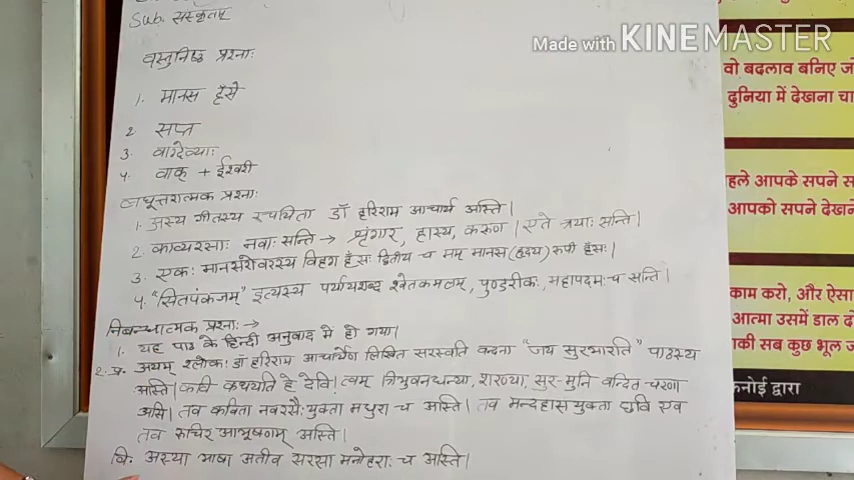 Sub. संस्कृतम्
Made with KINEMASTER
वस्तुनिष्ठ प्रश्नाः
1. मानस हंसे
2. सप्त
3. वाग्देव्याः
4. वाक् + ईश्वरी
लघूत्तरात्मक प्रश्नाः
1. अस्य गीतस्य रचयिता डॉ हरिराम आचार्य अस्ति।
2. काव्यरसाः नवाः सन्ति → श्रृंगार, हास्य, करुण। एते त्रयाः सन्ति।
3. एकः मानसरोवरस्य विहग हंसः द्वितीय च मम् मानस (हृदय) रुपी हंसः।
4. "सितपंकजम्" इत्यस्य पर्यायशब्द श्वेतकमलम्, पुण्डरीकः, महापदमः च सन्ति।
निबन्धात्मक प्रश्नाः →
1. यह पाठ के हिन्दी अनुवाद मे हो गया।
2. प्र. अयम् श्लोकः डॉ हरिराम आचार्येण लिखित सरस्वति वन्दना "जय सुरभारति" पाठस्य
अस्ति। कवि कथयति हे देवि! त्वम् त्रिभुवनधन्या, शरण्या, सुर-मुनि वन्दित चरणा
असि। तव कविता नवरसैः युक्ता मधुरा च अस्ति। तव मन्दहास युक्ता छवि एव
तव रुचिर आभूषणम् अस्ति।
वि. अस्या भाषा अतीव सरसा मनोहराः च अस्ति।
वो बदलाव बनिए जो
दुनिया में देखना चा
हले आपके सपने स
आपको सपने देखन
काम करो, और ऐसा
आत्मा उसमें डाल द
की सब कुछ भूल ज
नोई द्वारा